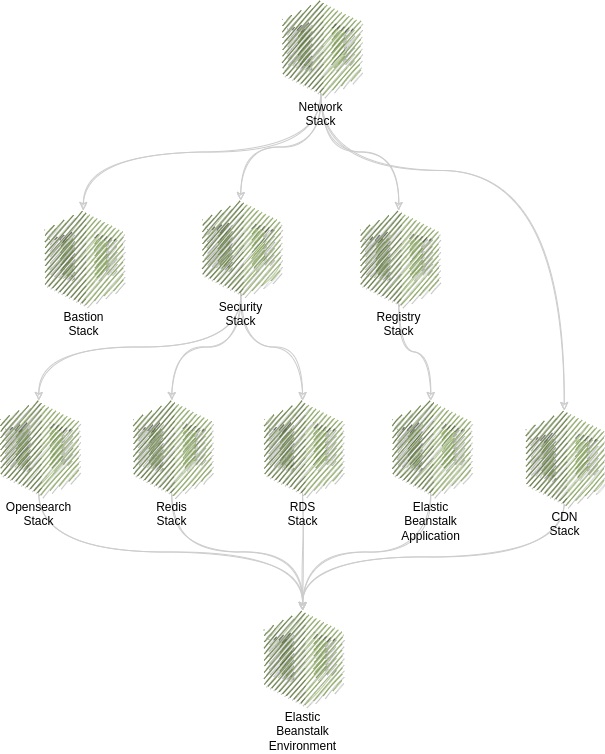 Network
Stack
Bastion
Stack
Security
Stack
Registry
Stack
Opensearch
Stack
Redis
Stack
RDS
Stack
Elastic
Beanstalk
Application
CDN
Stack
Elastic
Beanstalk
Environment